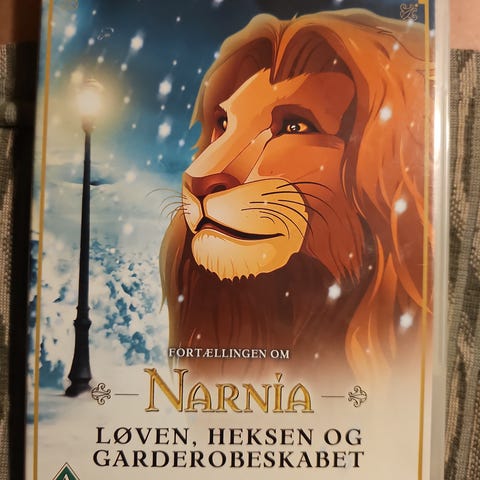 FORTÆLLINGEN OM
NARNIA
LØVEN, HEKSEN OG
GARDEROBESKABET